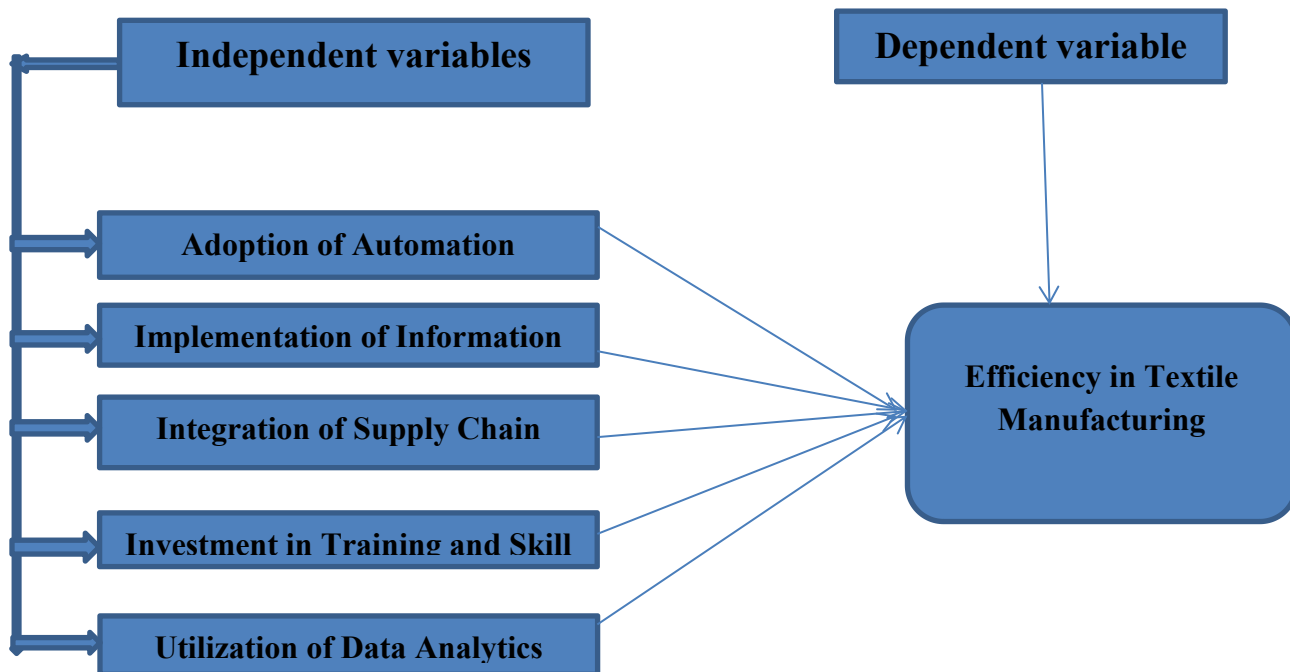 Independent variables
Dependent variable
Adoption of Automation
Implementation of Information
Integration of Supply Chain
Investment in Training and Skill
Utilization of Data Analytics
Efficiency in Textile
Manufacturing